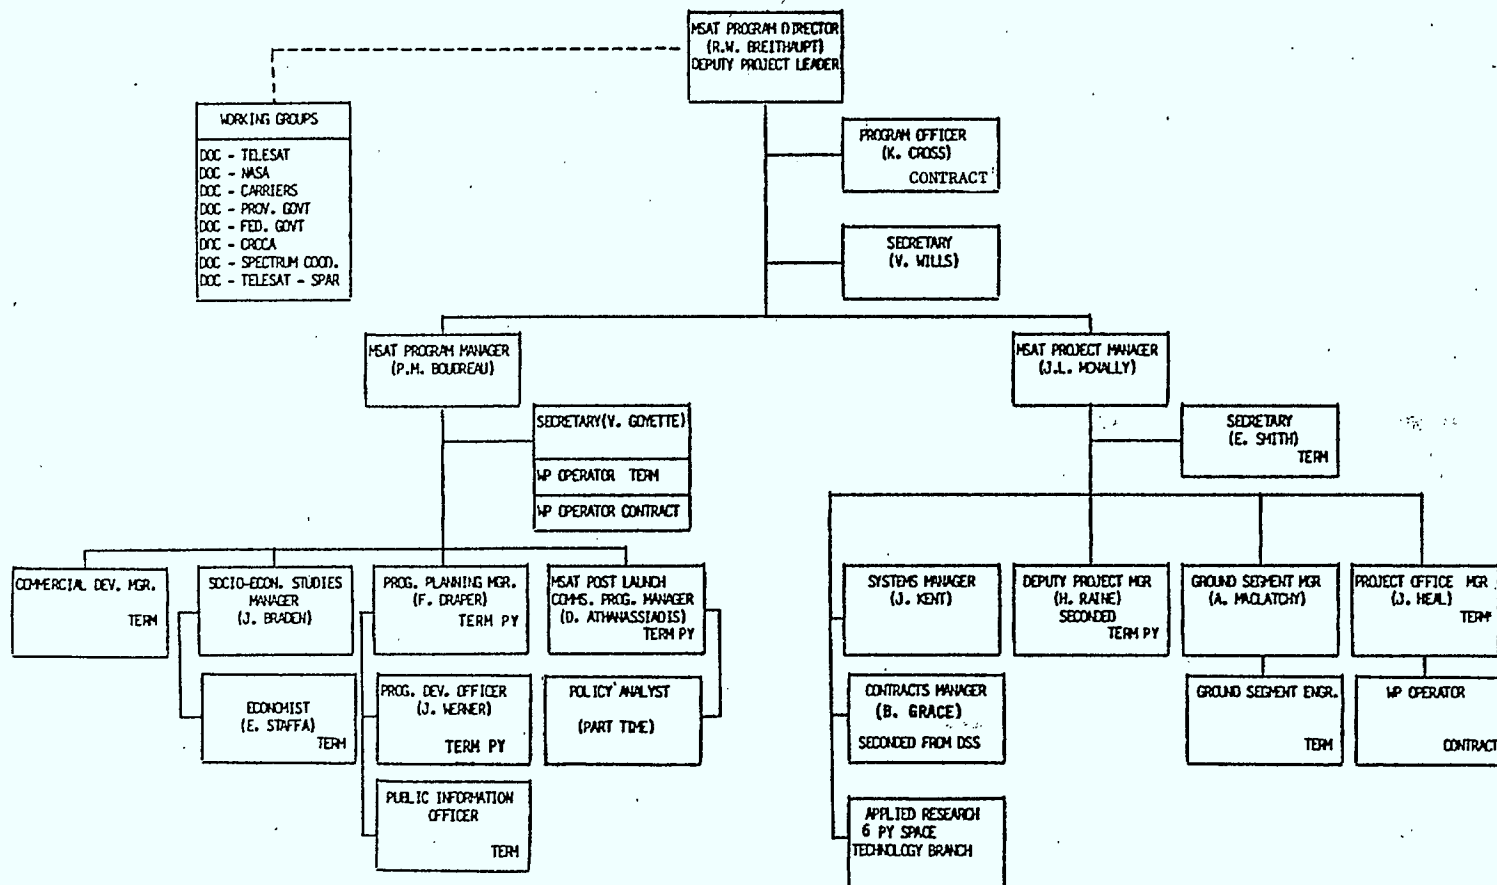 MSAT PROGRAM DIRECTOR
(R.W. BREITHAUPT)
DEPUTY PROJECT LEADER
WORKING GROUPS
DOC - TELESAT
DOC - NASA
DOC - CARRIERS
DOC - PROV. GOVT
DOC - FED. GOVT
DOC - CRCCA
DOC - SPECTRUM COOD.
DOC - TELESAT - SPAR
PROGRAM OFFICER
(K. CROSS)
CONTRACT
SECRETARY
(V. WILLS)
MSAT PROGRAM MANAGER
(P.M. BOUDREAU)
MSAT PROJECT MANAGER
(J.L. MCNALLY)
SECRETARY(V. GOYETTE)
WP OPERATOR TERM
WP OPERATOR CONTRACT
SECRETARY
(E. SMITH)
TERM
COMMERCIAL DEV. MGR.
TERM
SOCIO-ECON. STUDIES
MANAGER
(J. BRADEN)
PROG. PLANNING MGR.
(F. DRAPER)
TERM PY
MSAT POST LAUNCH
COMMS. PROG. MANAGER
(D. ATHANASSIADIS)
TERM PY
SYSTEMS MANAGER
(J. KENT)
DEPUTY PROJECT MGR
(H. RAINE)
SECONDED
TERM PY
GROUND SEGMENT MGR
(A. MACLATCHY)
PROJECT OFFICE MGR
(J. HEAL)
TERM
ECONOMIST
(E. STAFFA)
TERM
PROG. DEV. OFFICER
(J. WERNER)
TERM PY
POLICY ANALYST
(PART TIME)
CONTRACTS MANAGER
(B. GRACE)
SECONDED FROM DSS
GROUND SEGMENT ENGR.
TERM
WP OPERATOR
CONTRACT
PUBLIC INFORMATION
OFFICER
TERM
APPLIED RESEARCH
6 PY SPACE
TECHNOLOGY BRANCH